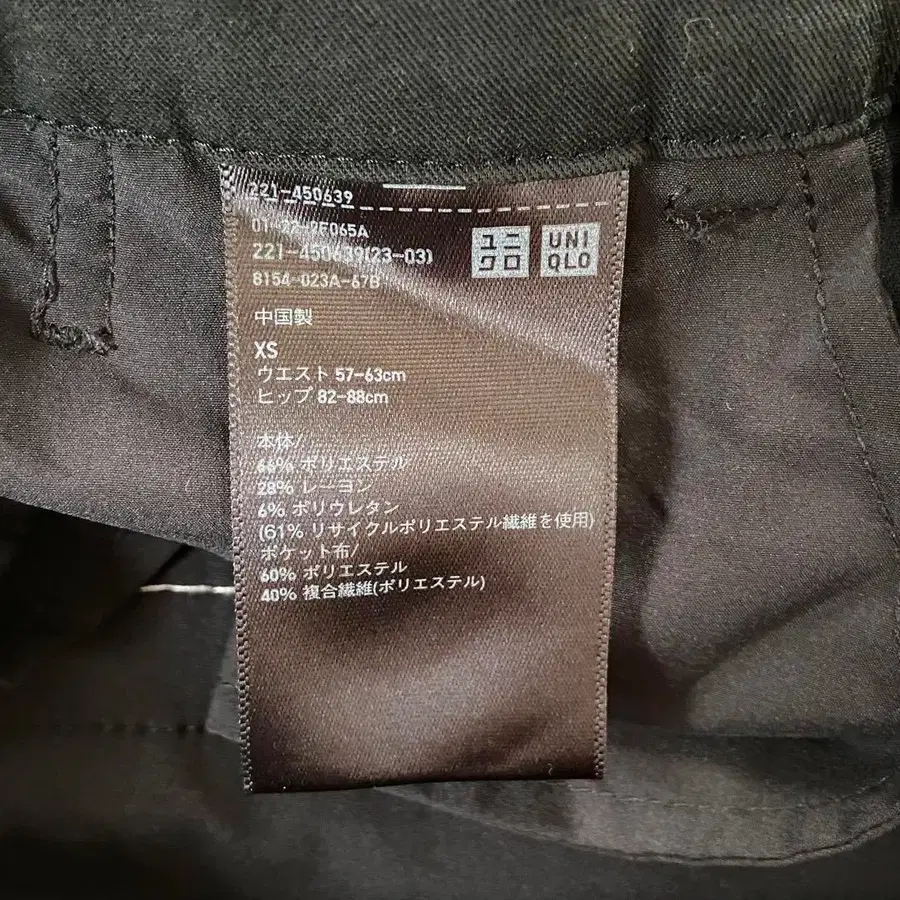 221-450639
01-22-9F065A
221-450639(23-03)
8154-023A-67B
ユニ
クロ
UNI
QLO
中国製
XS
ウエスト 57-63cm
ヒップ 82-88cm
本体/
66% ポリエステル
28% レーヨン
6% ポリウレタン
(61% リサイクルポリエステル繊維を使用)
ポケット布/
60% ポリエステル
40% 複合繊維(ポリエステル)